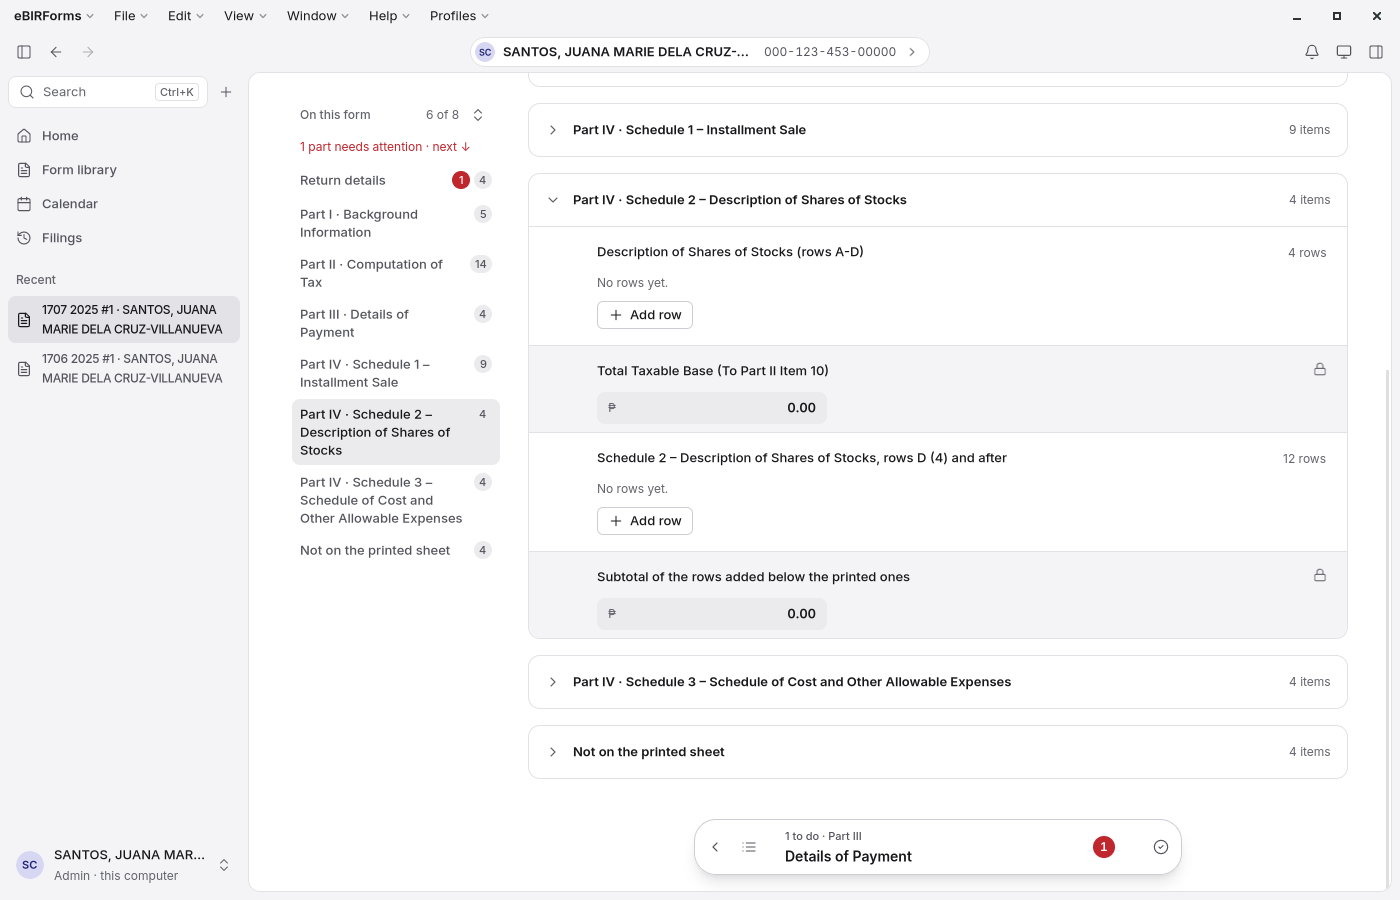 eBIRForms File Edit View Window Help Profiles
SC SANTOS, JUANA MARIE DELA CRUZ-... 000-123-453-00000
Search Ctrl+K
Home
Form library
Calendar
Filings
Recent
1707 2025 #1 · SANTOS, JUANA
MARIE DELA CRUZ-VILLANUEVA
1706 2025 #1 · SANTOS, JUANA
MARIE DELA CRUZ-VILLANUEVA
SC SANTOS, JUANA MAR...
Admin · this computer
On this form 6 of 8
1 part needs attention · next ↓
Return details 1 4
Part I · Background 5
Information
Part II · Computation of 14
Tax
Part III · Details of 4
Payment
Part IV · Schedule 1 – 9
Installment Sale
Part IV · Schedule 2 – 4
Description of Shares of
Stocks
Part IV · Schedule 3 – 4
Schedule of Cost and
Other Allowable Expenses
Not on the printed sheet 4
Part IV · Schedule 1 – Installment Sale 9 items
Part IV · Schedule 2 – Description of Shares of Stocks 4 items
Description of Shares of Stocks (rows A-D) 4 rows
No rows yet.
Add row
Total Taxable Base (To Part II Item 10)
₱ 0.00
Schedule 2 – Description of Shares of Stocks, rows D (4) and after 12 rows
No rows yet.
Add row
Subtotal of the rows added below the printed ones
₱ 0.00
Part IV · Schedule 3 – Schedule of Cost and Other Allowable Expenses 4 items
Not on the printed sheet 4 items
1 to do · Part III
Details of Payment 1